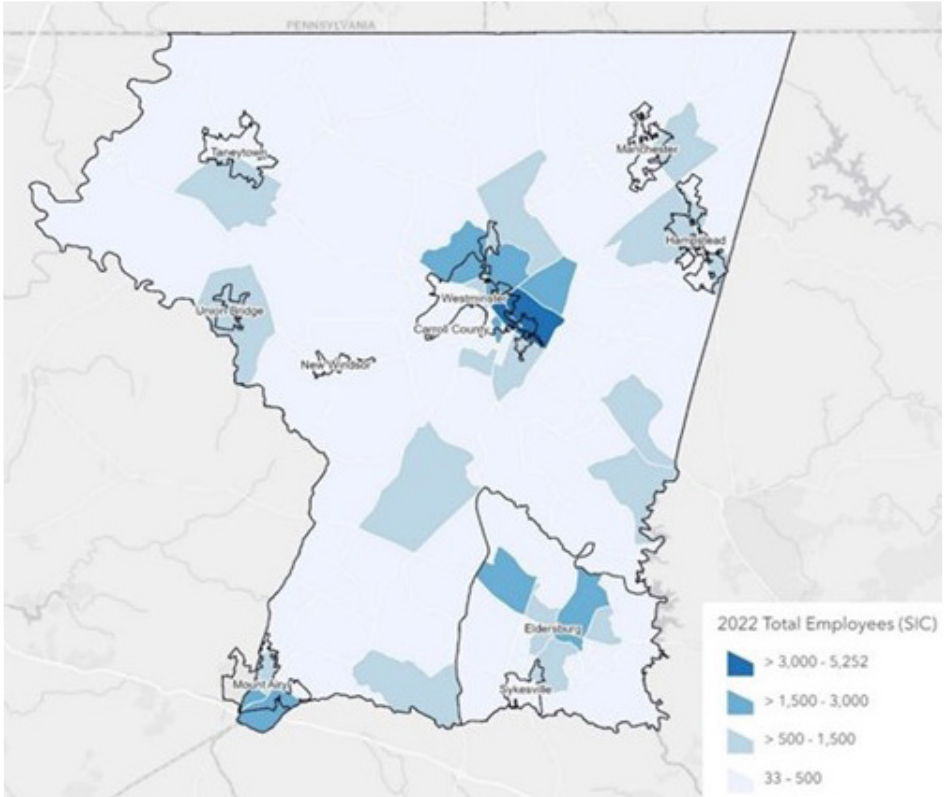 PENNSYLVANIA
Taneytown
Manchester
Hampstead
Westminster
Union Bridge
Carroll County
New Windsor
Eldersburg
Mount Airy
Sykesville
2022 Total Employees (SIC)
> 3,000 - 5,252
> 1,500 - 3,000
> 500 - 1,500
33 - 500